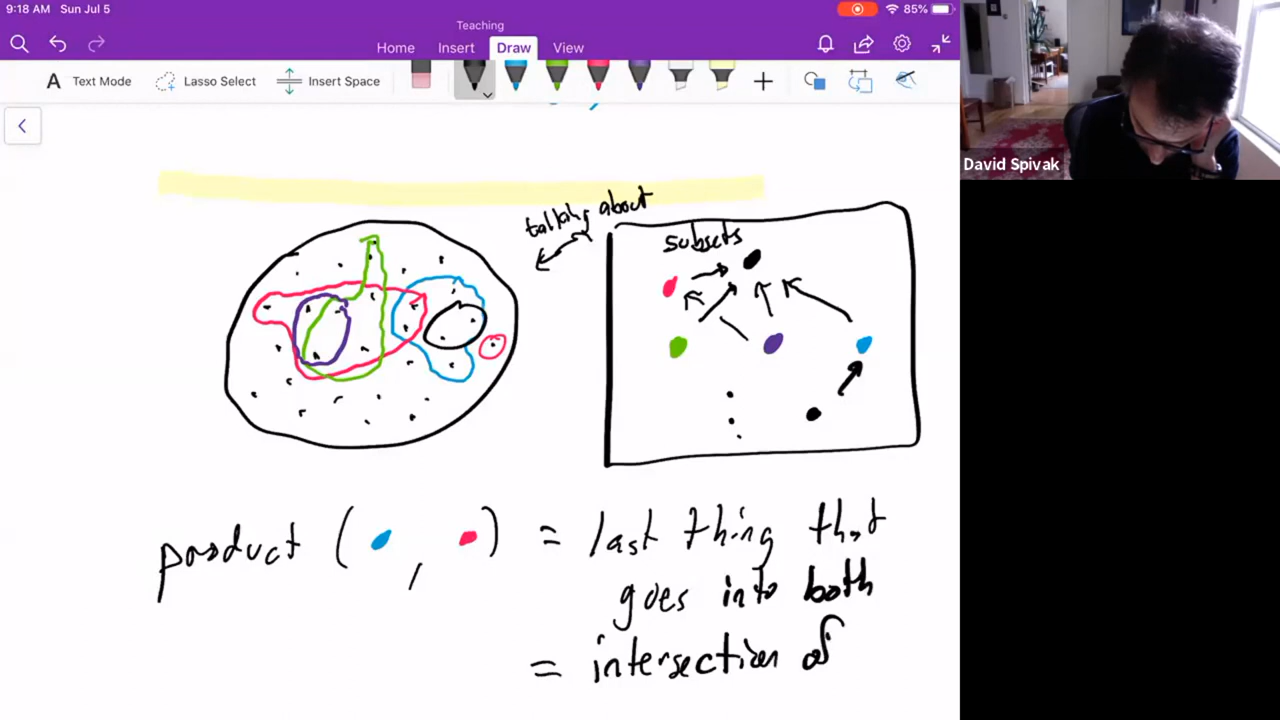 9:18 AM Sun Jul 5
85%
Teaching
Home Insert Draw View
A Text Mode Lasso Select Insert Space
David Spivak
talking about
subsets
product ( , ) = last thing that
goes into both
= intersection of